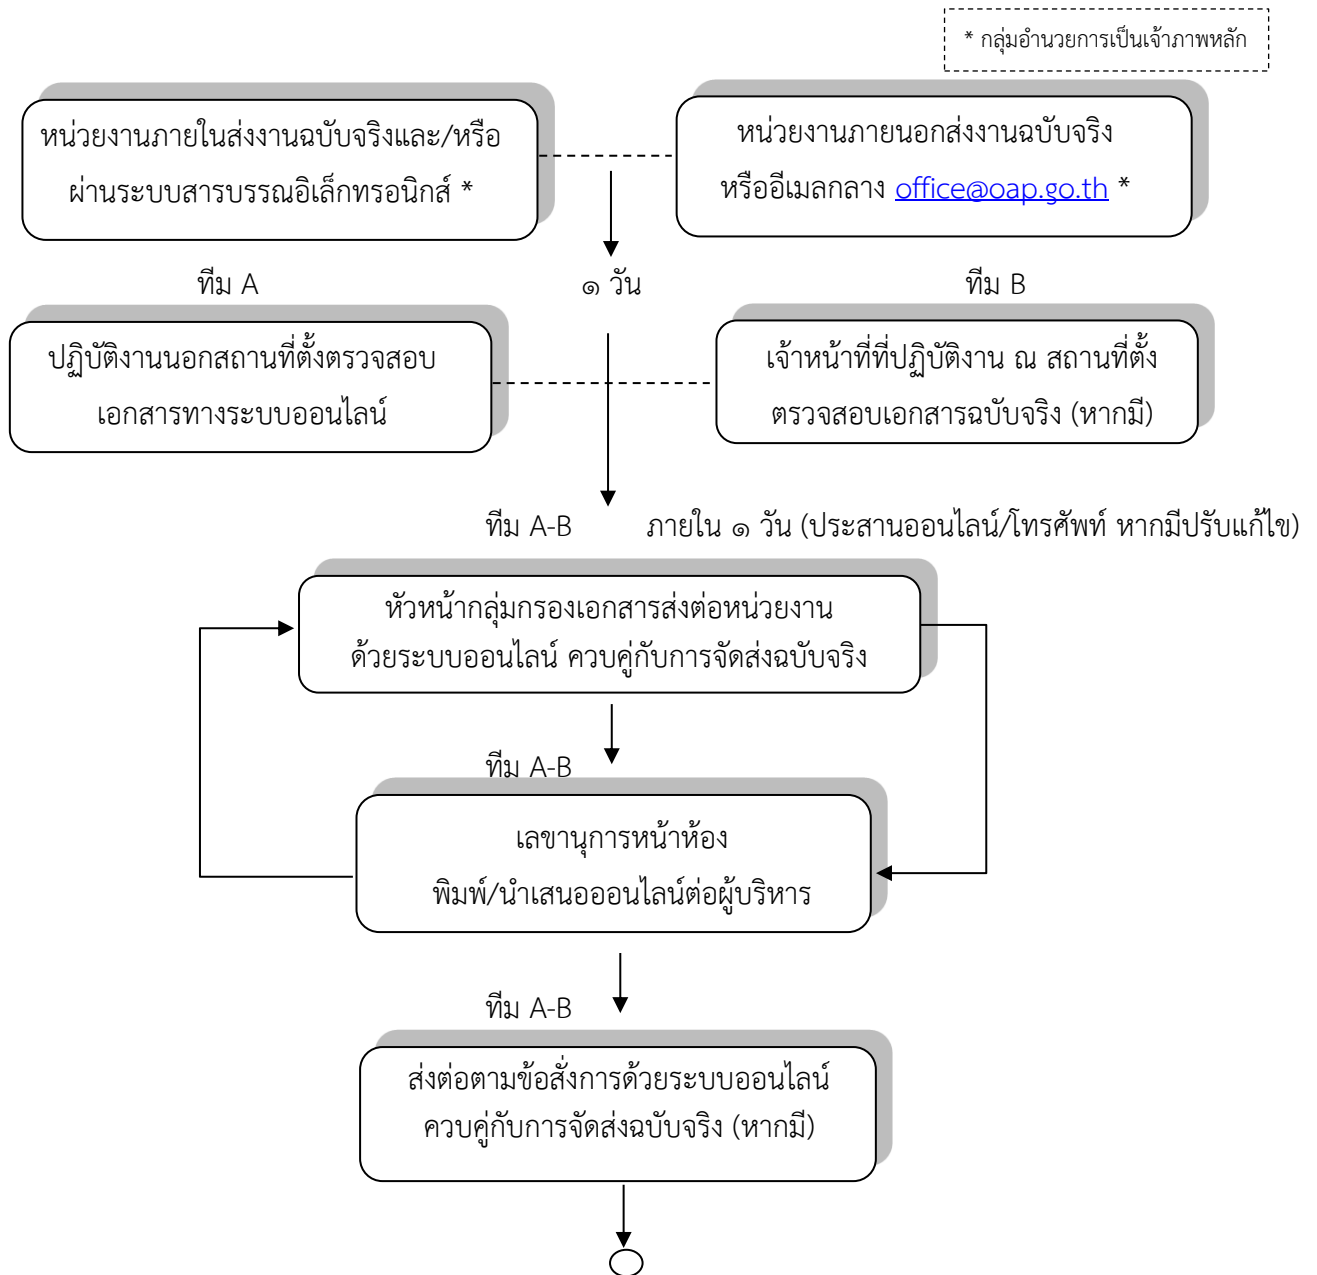 * กลุ่มอำนวยการเป็นเจ้าภาพหลัก
หน่วยงานภายในส่งงานฉบับจริงและ/หรือ
ผ่านระบบสารบรรณอิเล็กทรอนิกส์ *
หน่วยงานภายนอกส่งงานฉบับจริง
หรืออีเมลกลาง office@oap.go.th *
ทีม A
๑ วัน
ทีม B
ปฏิบัติงานนอกสถานที่ตั้งตรวจสอบ
เอกสารทางระบบออนไลน์
เจ้าหน้าที่ที่ปฏิบัติงาน ณ สถานที่ตั้ง
ตรวจสอบเอกสารฉบับจริง (หากมี)
ทีม A-B
ภายใน ๑ วัน (ประสานออนไลน์/โทรศัพท์ หากมีปรับแก้ไข)
หัวหน้ากลุ่มกรองเอกสารส่งต่อหน่วยงาน
ด้วยระบบออนไลน์ ควบคู่กับการจัดส่งฉบับจริง
ทีม A-B
เลขานุการหน้าห้อง
พิมพ์/นำเสนอออนไลน์ต่อผู้บริหาร
ทีม A-B
ส่งต่อตามข้อสั่งการด้วยระบบออนไลน์
ควบคู่กับการจัดส่งฉบับจริง (หากมี)